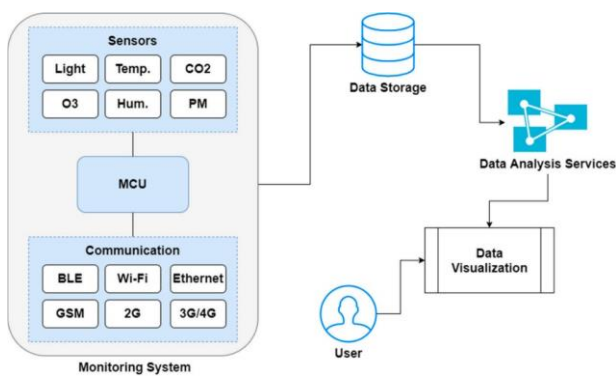 Sensors
Light Temp. CO2
O3 Hum. PM
MCU
Communication
BLE Wi-Fi Ethernet
GSM 2G 3G/4G
Monitoring System
Data Storage
Data Analysis Services
Data
Visualization
User